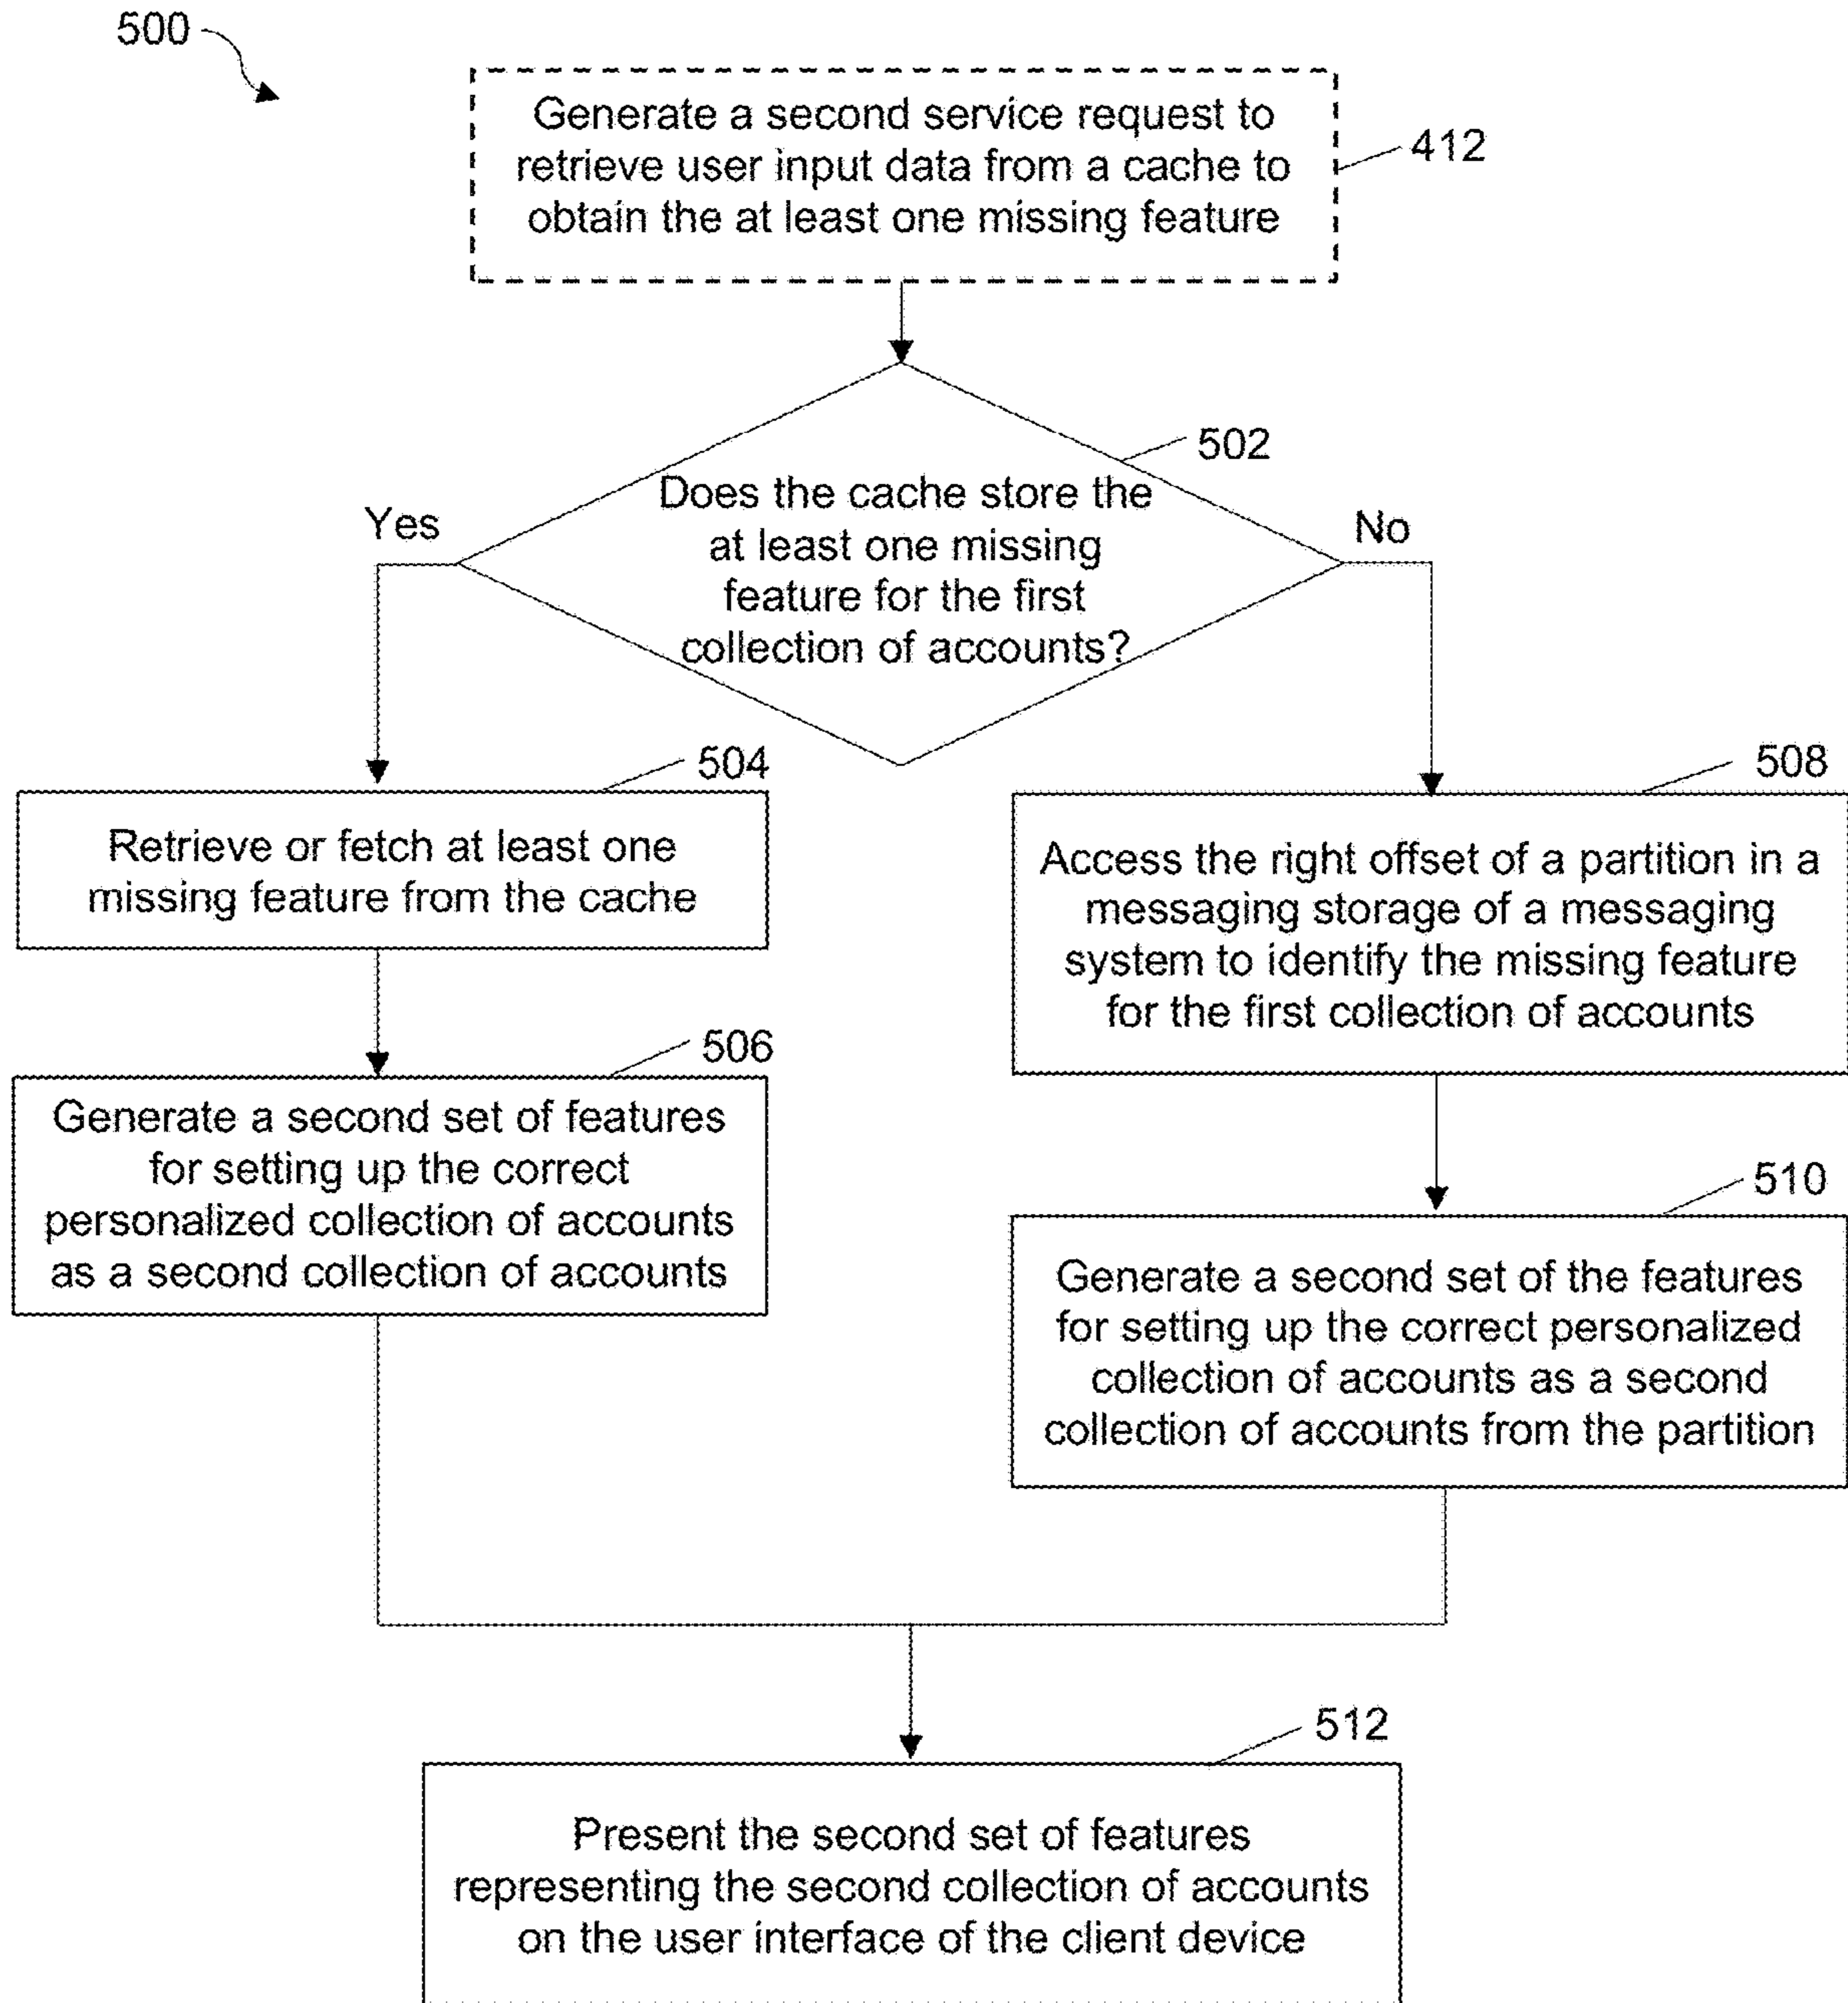 500
Generate a second service request to
retrieve user input data from a cache to
obtain the at least one missing feature
412
502
Does the cache store the
at least one missing
feature for the first
collection of accounts?
Yes
No
504
Retrieve or fetch at least one
missing feature from the cache
508
Access the right offset of a partition in a
messaging storage of a messaging
system to identify the missing feature
for the first collection of accounts
506
Generate a second set of features
for setting up the correct
personalized collection of accounts
as a second collection of accounts
510
Generate a second set of the features
for setting up the correct personalized
collection of accounts as a second
collection of accounts from the partition
512
Present the second set of features
representing the second collection of accounts
on the user interface of the client device